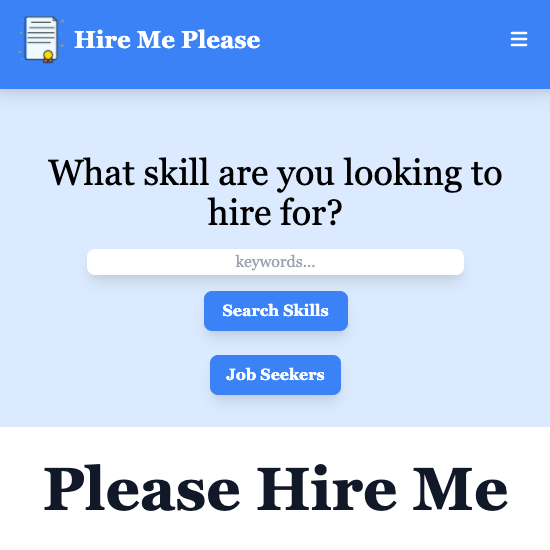 Hire Me Please
What skill are you looking to
hire for?
keywords...
Search Skills
Job Seekers
Please Hire Me